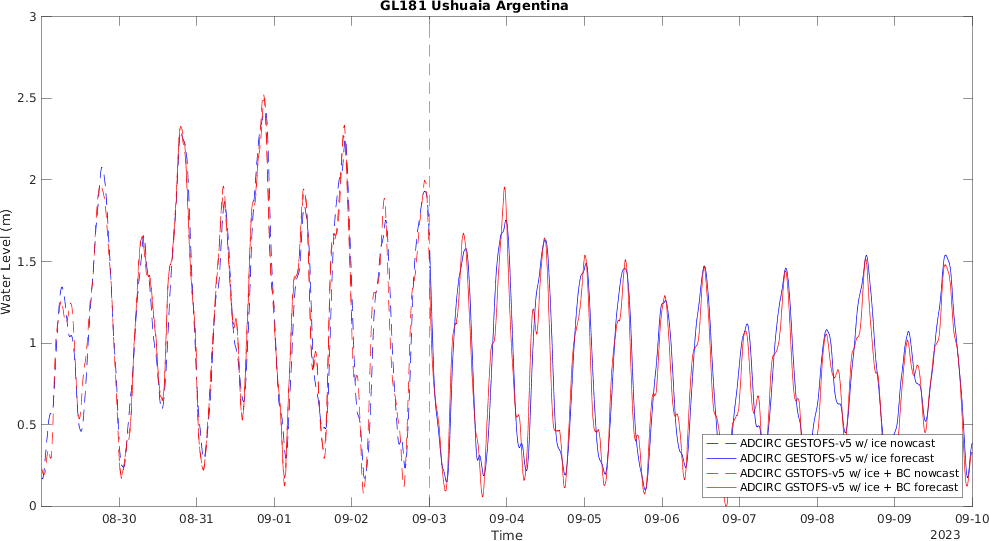 GL181 Ushuaia Argentina
3
2.5
2
1.5
1
0.5
0
Water Level (m)
08-30
08-31
09-01
09-02
09-03
09-04
09-05
09-06
09-07
09-08
09-09
09-10
Time
2023
ADCIRC GESTOFS-v5 w/ ice nowcast
ADCIRC GESTOFS-v5 w/ ice forecast
ADCIRC GSTOFS-v5 w/ ice + BC nowcast
ADCIRC GSTOFS-v5 w/ ice + BC forecast